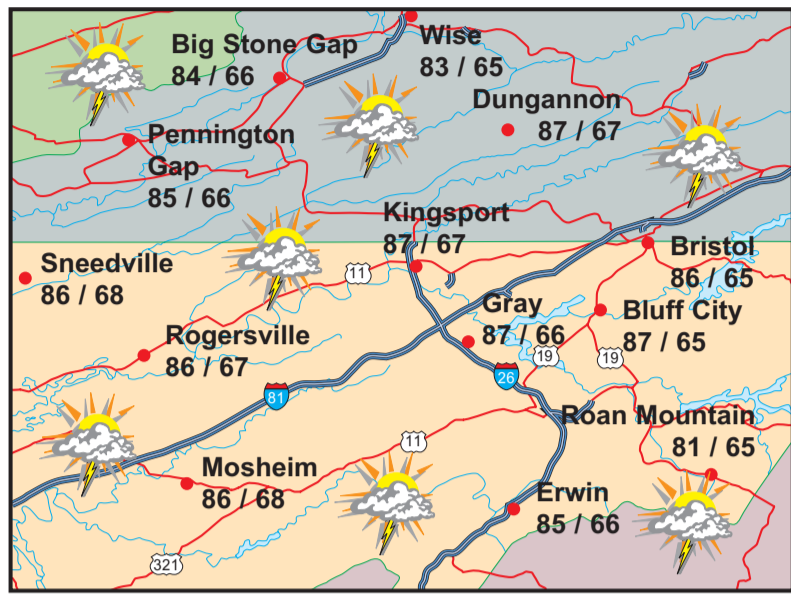 Big Stone Gap
84 / 66
Wise
83 / 65
Dungannon
87 / 67
Pennington
Gap
85 / 66
Kingsport
87 / 67
Bristol
86 / 65
Sneedville
86 / 68
11
Gray
87 / 66
Bluff City
87 / 65
Rogersville
86 / 67
19
19
26
81
Roan Mountain
81 / 65
11
Mosheim
86 / 68
Erwin
85 / 66
321